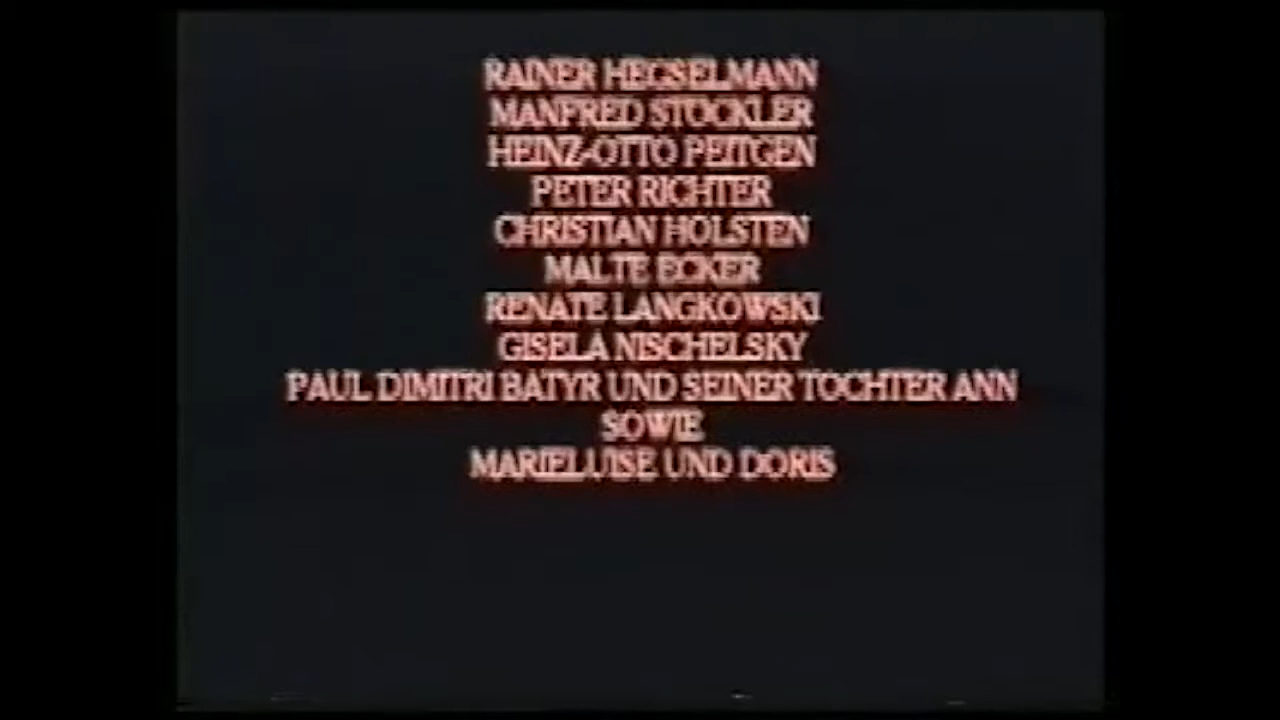 RAINER HEGSELMANN
MANFRED STÖCKLER
HEINZ-OTTO PEITGEN
PETER RICHTER
CHRISTIAN HOLSTEN
MALTE ECKER
RENATE LANGKOWSKI
GISELA NISCHELSKY
PAUL DIMITRI BATYR UND SEINER TOCHTER ANN
SOWIE
MARIELUISE UND DORIS